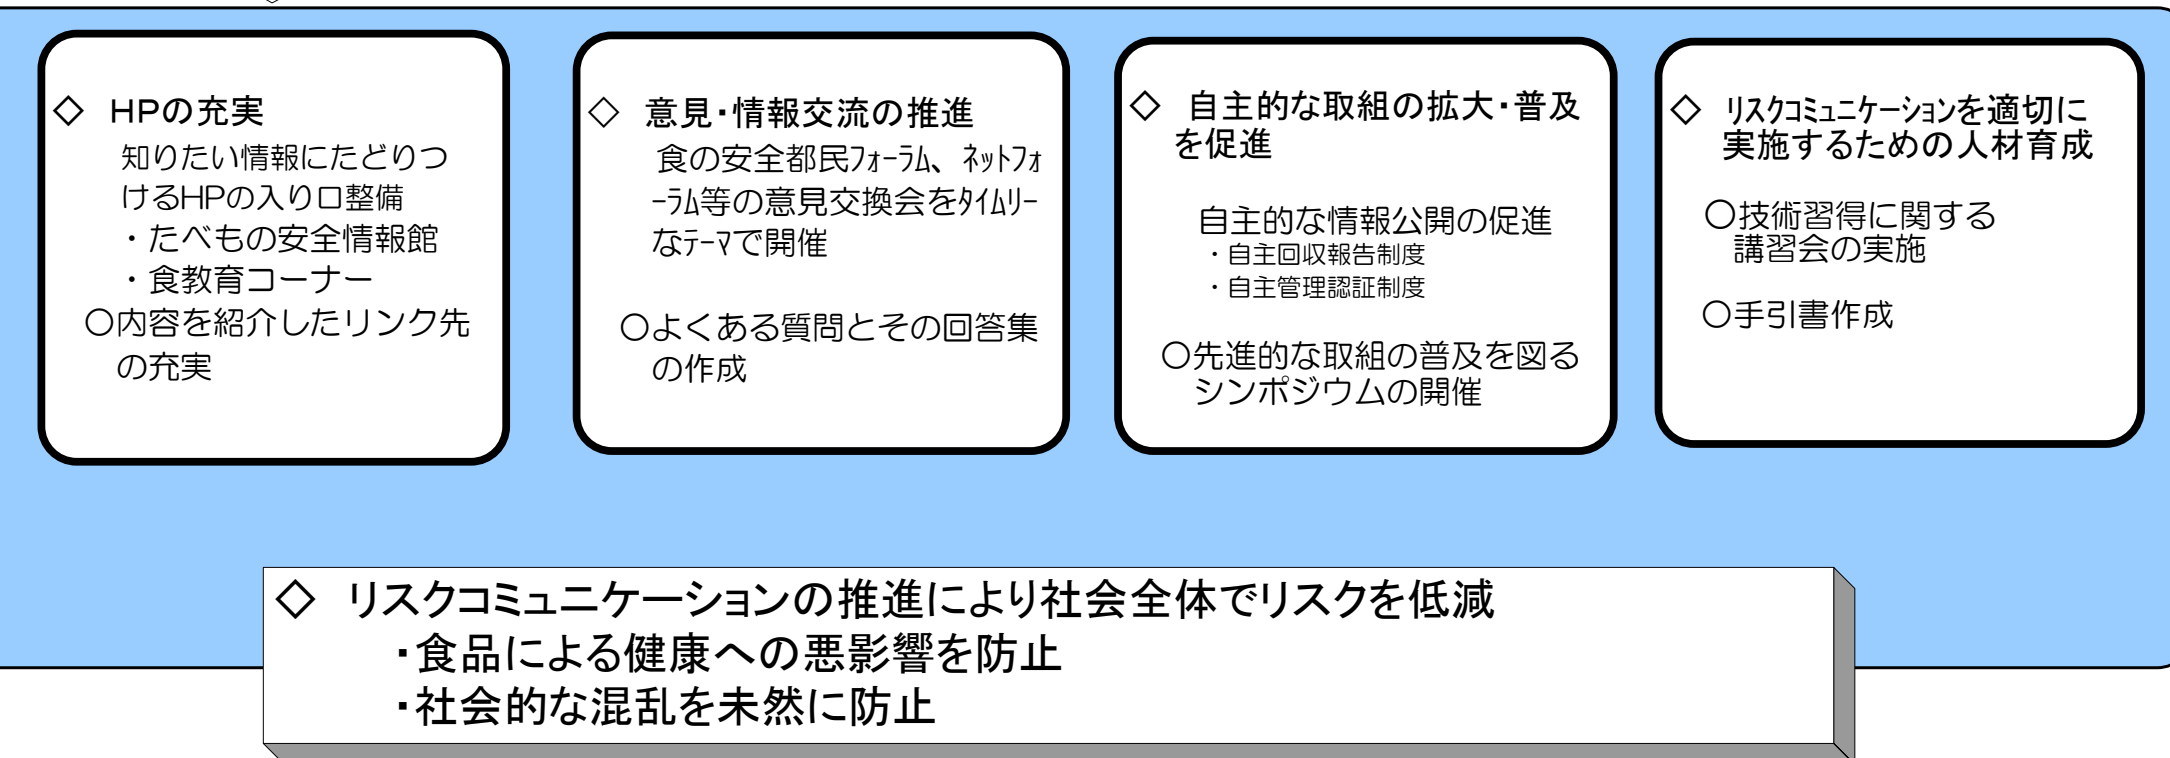 ◇ HPの充実
知りたい情報にたどりつ
けるHPの入り口整備
・たべもの安全情報館
・食教育コーナー
○内容を紹介したリンク先
の充実
◇ 意見・情報交流の推進
食の安全都民ﾌｫｰﾗﾑ、ﾈｯﾄﾌｫ
ｰﾗﾑ等の意見交換会をﾀｲﾑﾘｰ
なﾃｰﾏで開催
○よくある質問とその回答集
の作成
◇ 自主的な取組の拡大・普及
を促進
自主的な情報公開の促進
・自主回収報告制度
・自主管理認証制度
○先進的な取組の普及を図る
シンポジウムの開催
◇ ﾘｽｸｺﾐｭﾆｹｰｼｮﾝを適切に
実施するための人材育成
○技術習得に関する
講習会の実施
○手引書作成
◇ リスクコミュニケーションの推進により社会全体でリスクを低減
・食品による健康への悪影響を防止
・社会的な混乱を未然に防止